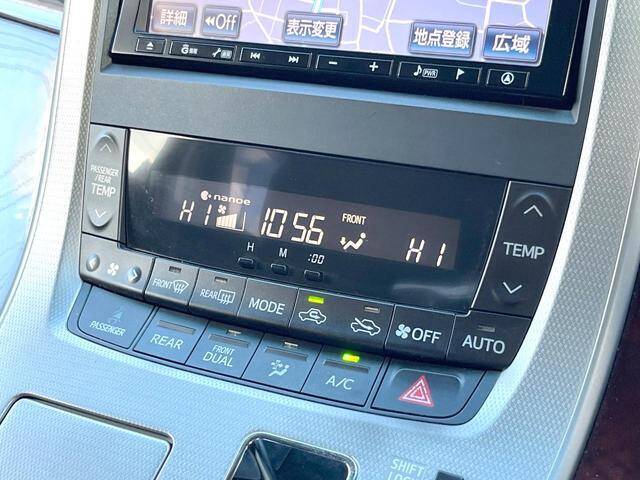 詳細 ◀◀Off 表示変更 地点登録 広域
PWR
PASSENGER
/REAR
TEMP
nanoe
HI 10:56 FRONT HI
H M :00
TEMP
FRONT REAR MODE OFF AUTO
PASSENGER REAR FRONT
DUAL A/C
SHIFT